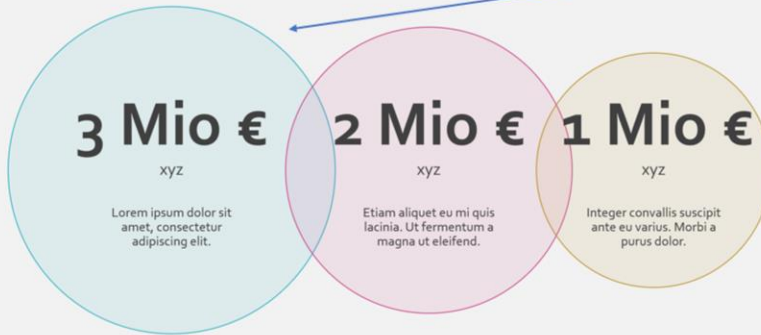 3 Mio €
xyz
Lorem ipsum dolor sit
amet, consectetur
adipiscing elit.
2 Mio €
xyz
Etiam aliquet eu mi quis
lacinia. Ut fermentum a
magna ut eleifend.
1 Mio €
xyz
Integer convallis suscipit
ante eu varius. Morbi a
purus dolor.